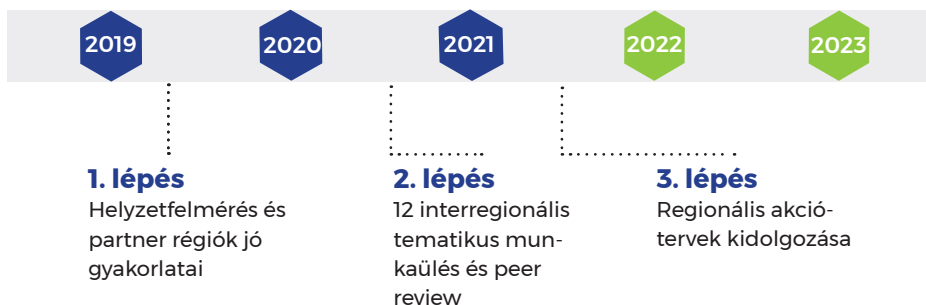 2019
2020
2021
2022
2023
1. lépés
Helyzetfelmérés és
partner régiók jó
gyakorlatai
2. lépés
12 interregionális
tematikus mun-
kaülés és peer
review
3. lépés
Regionális akció-
tervek kidolgozása